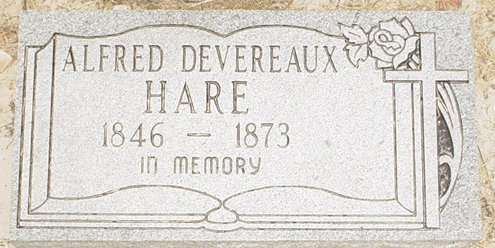 ALFRED DEVEREAUX
HARE
1846 — 1873
IN MEMORY